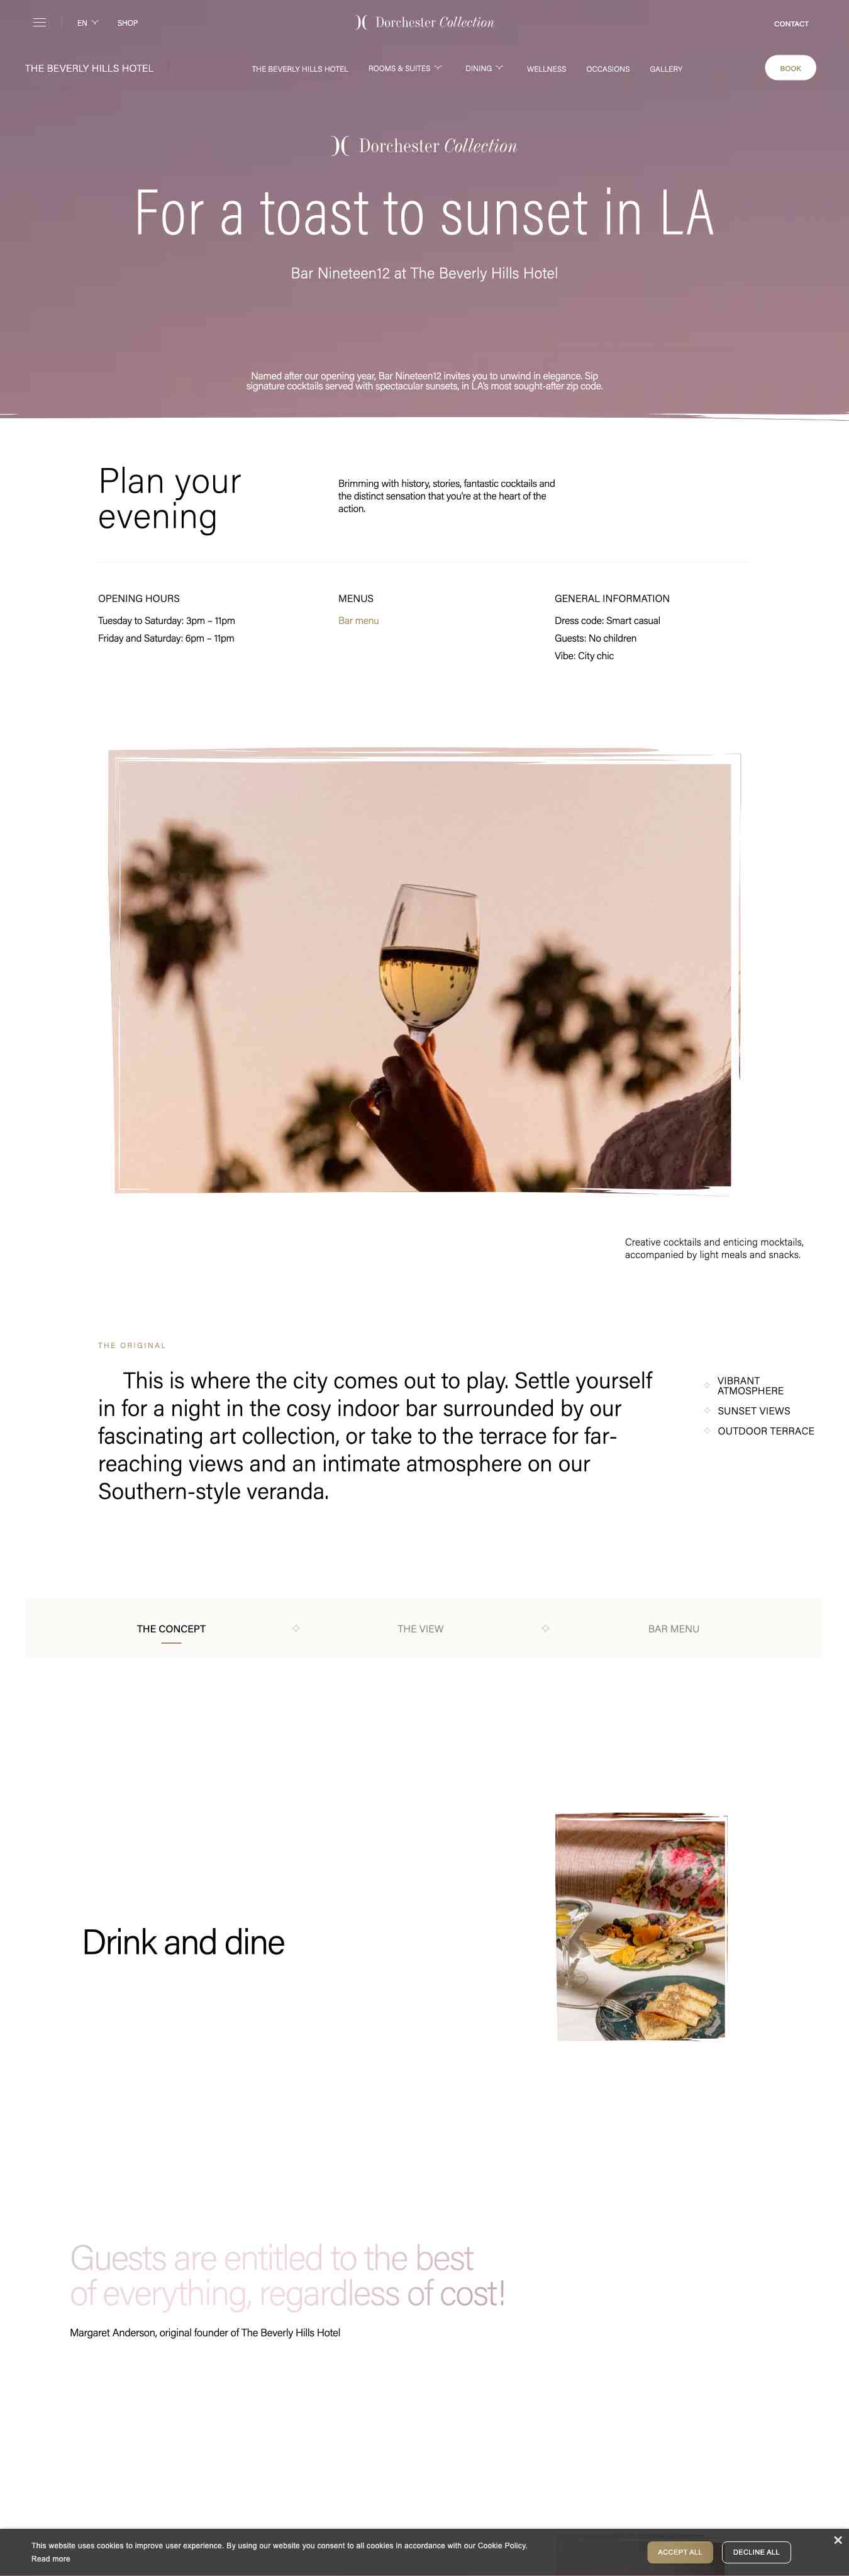 EN
SHOP
Dorchester Collection
CONTACT
THE BEVERLY HILLS HOTEL
THE BEVERLY HILLS HOTEL
ROOMS & SUITES
DINING
WELLNESS
OCCASIONS
GALLERY
BOOK
Dorchester Collection
For a toast to sunset in LA
Bar Nineteen12 at The Beverly Hills Hotel
Named after our opening year, Bar Nineteen12 invites you to unwind in elegance. Sip
signature cocktails served with spectacular sunsets, in LA's most sought-after zip code.
Plan your
evening
Brimming with history, stories, fantastic cocktails and
the distinct sensation that you're at the heart of the
action.
OPENING HOURS
Tuesday to Saturday: 3pm – 11pm
Friday and Saturday: 6pm – 11pm
MENUS
Bar menu
GENERAL INFORMATION
Dress code: Smart casual
Guests: No children
Vibe: City chic
Creative cocktails and enticing mocktails,
accompanied by light meals and snacks.
THE ORIGINAL
This is where the city comes out to play. Settle yourself
in for a night in the cosy indoor bar surrounded by our
fascinating art collection, or take to the terrace for far-
reaching views and an intimate atmosphere on our
Southern-style veranda.
VIBRANT
ATMOSPHERE
SUNSET VIEWS
OUTDOOR TERRACE
THE CONCEPT
THE VIEW
BAR MENU
Drink and dine
Guests are entitled to the best
of everything, regardless of cost!
Margaret Anderson, original founder of The Beverly Hills Hotel
This website uses cookies to improve user experience. By using our website you consent to all cookies in accordance with our Cookie Policy.
Read more
ACCEPT ALL
DECLINE ALL